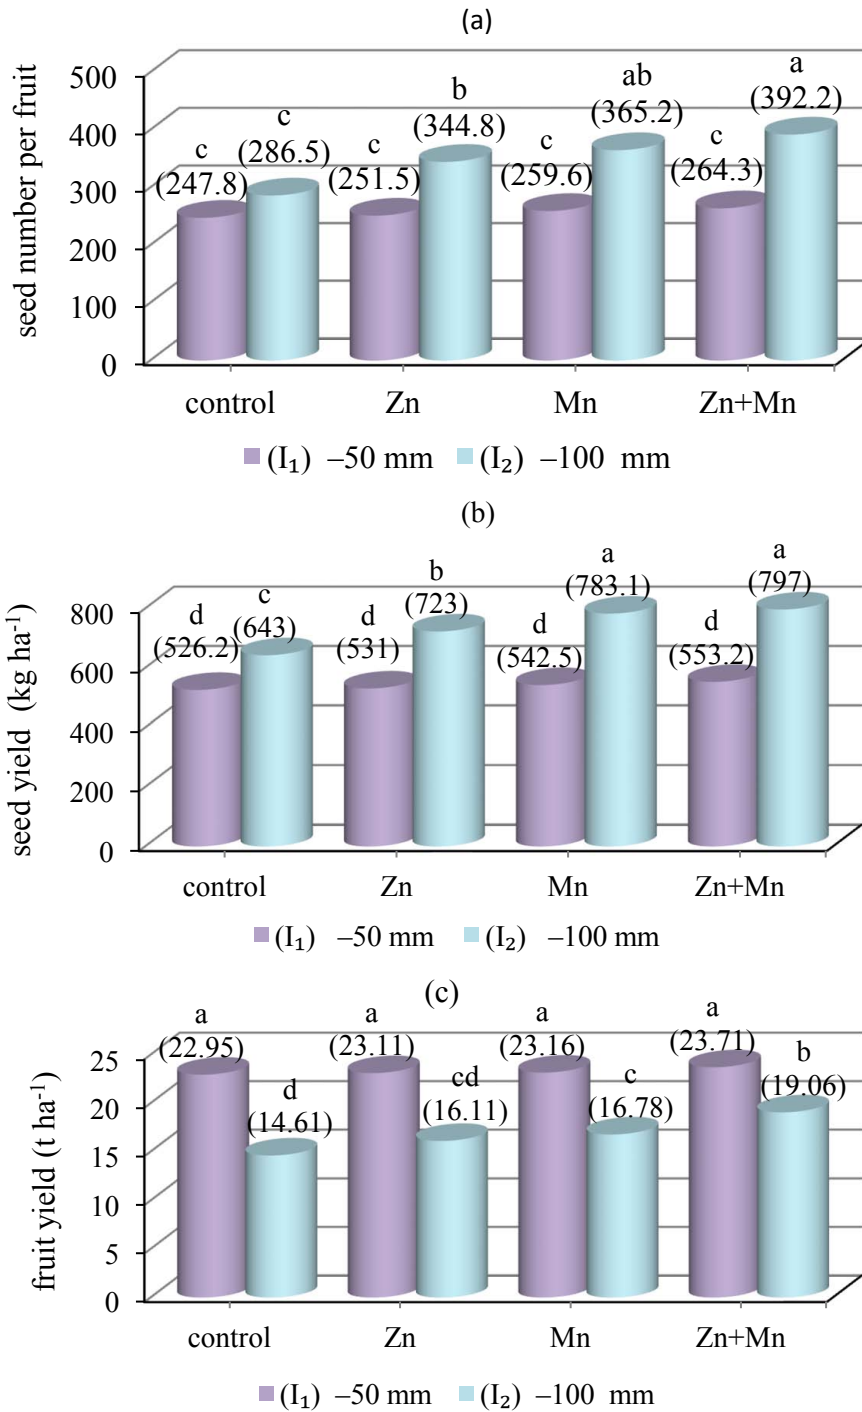 (a)
seed number per fruit
500
400
300
200
100
0
c
(247.8)
c
(286.5)
c
(251.5)
b
(344.8)
c
(259.6)
ab
(365.2)
c
(264.3)
a
(392.2)
control Zn Mn Zn+Mn
(I₁) –50 mm (I₂) –100 mm
(b)
seed yield (kg ha⁻¹)
800
600
400
200
0
d
(526.2)
c
(643)
d
(531)
b
(723)
d
(542.5)
a
(783.1)
d
(553.2)
a
(797)
control Zn Mn Zn+Mn
(I₁) –50 mm (I₂) –100 mm
(c)
fruit yield (t ha⁻¹)
25
20
15
10
5
0
a
(22.95)
d
(14.61)
a
(23.11)
cd
(16.11)
a
(23.16)
c
(16.78)
a
(23.71)
b
(19.06)
control Zn Mn Zn+Mn
(I₁) –50 mm (I₂) –100 mm